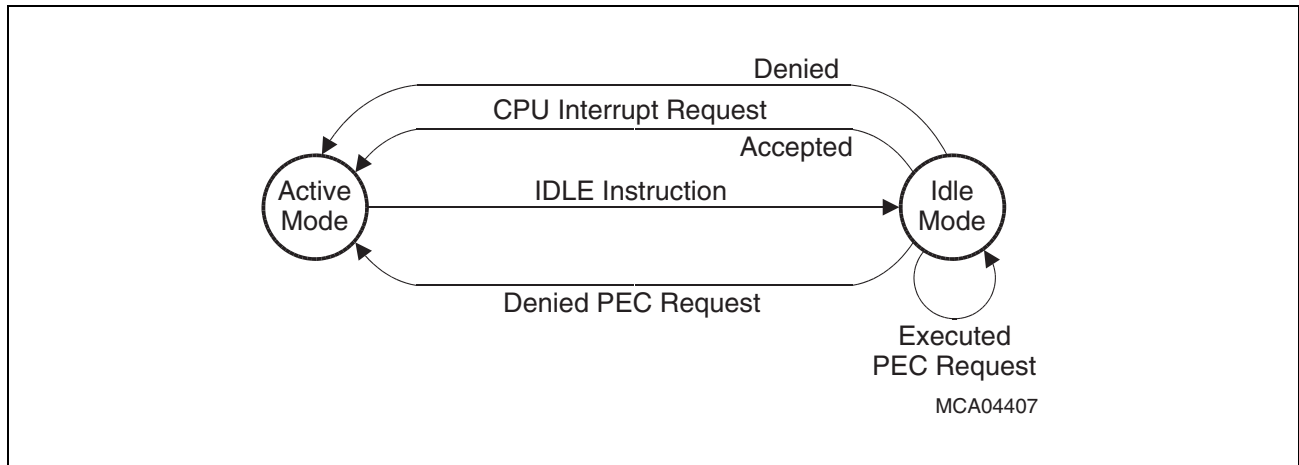 Denied
CPU Interrupt Request
Accepted
Active
Mode
IDLE Instruction
Idle
Mode
Denied PEC Request
Executed
PEC Request
MCA04407